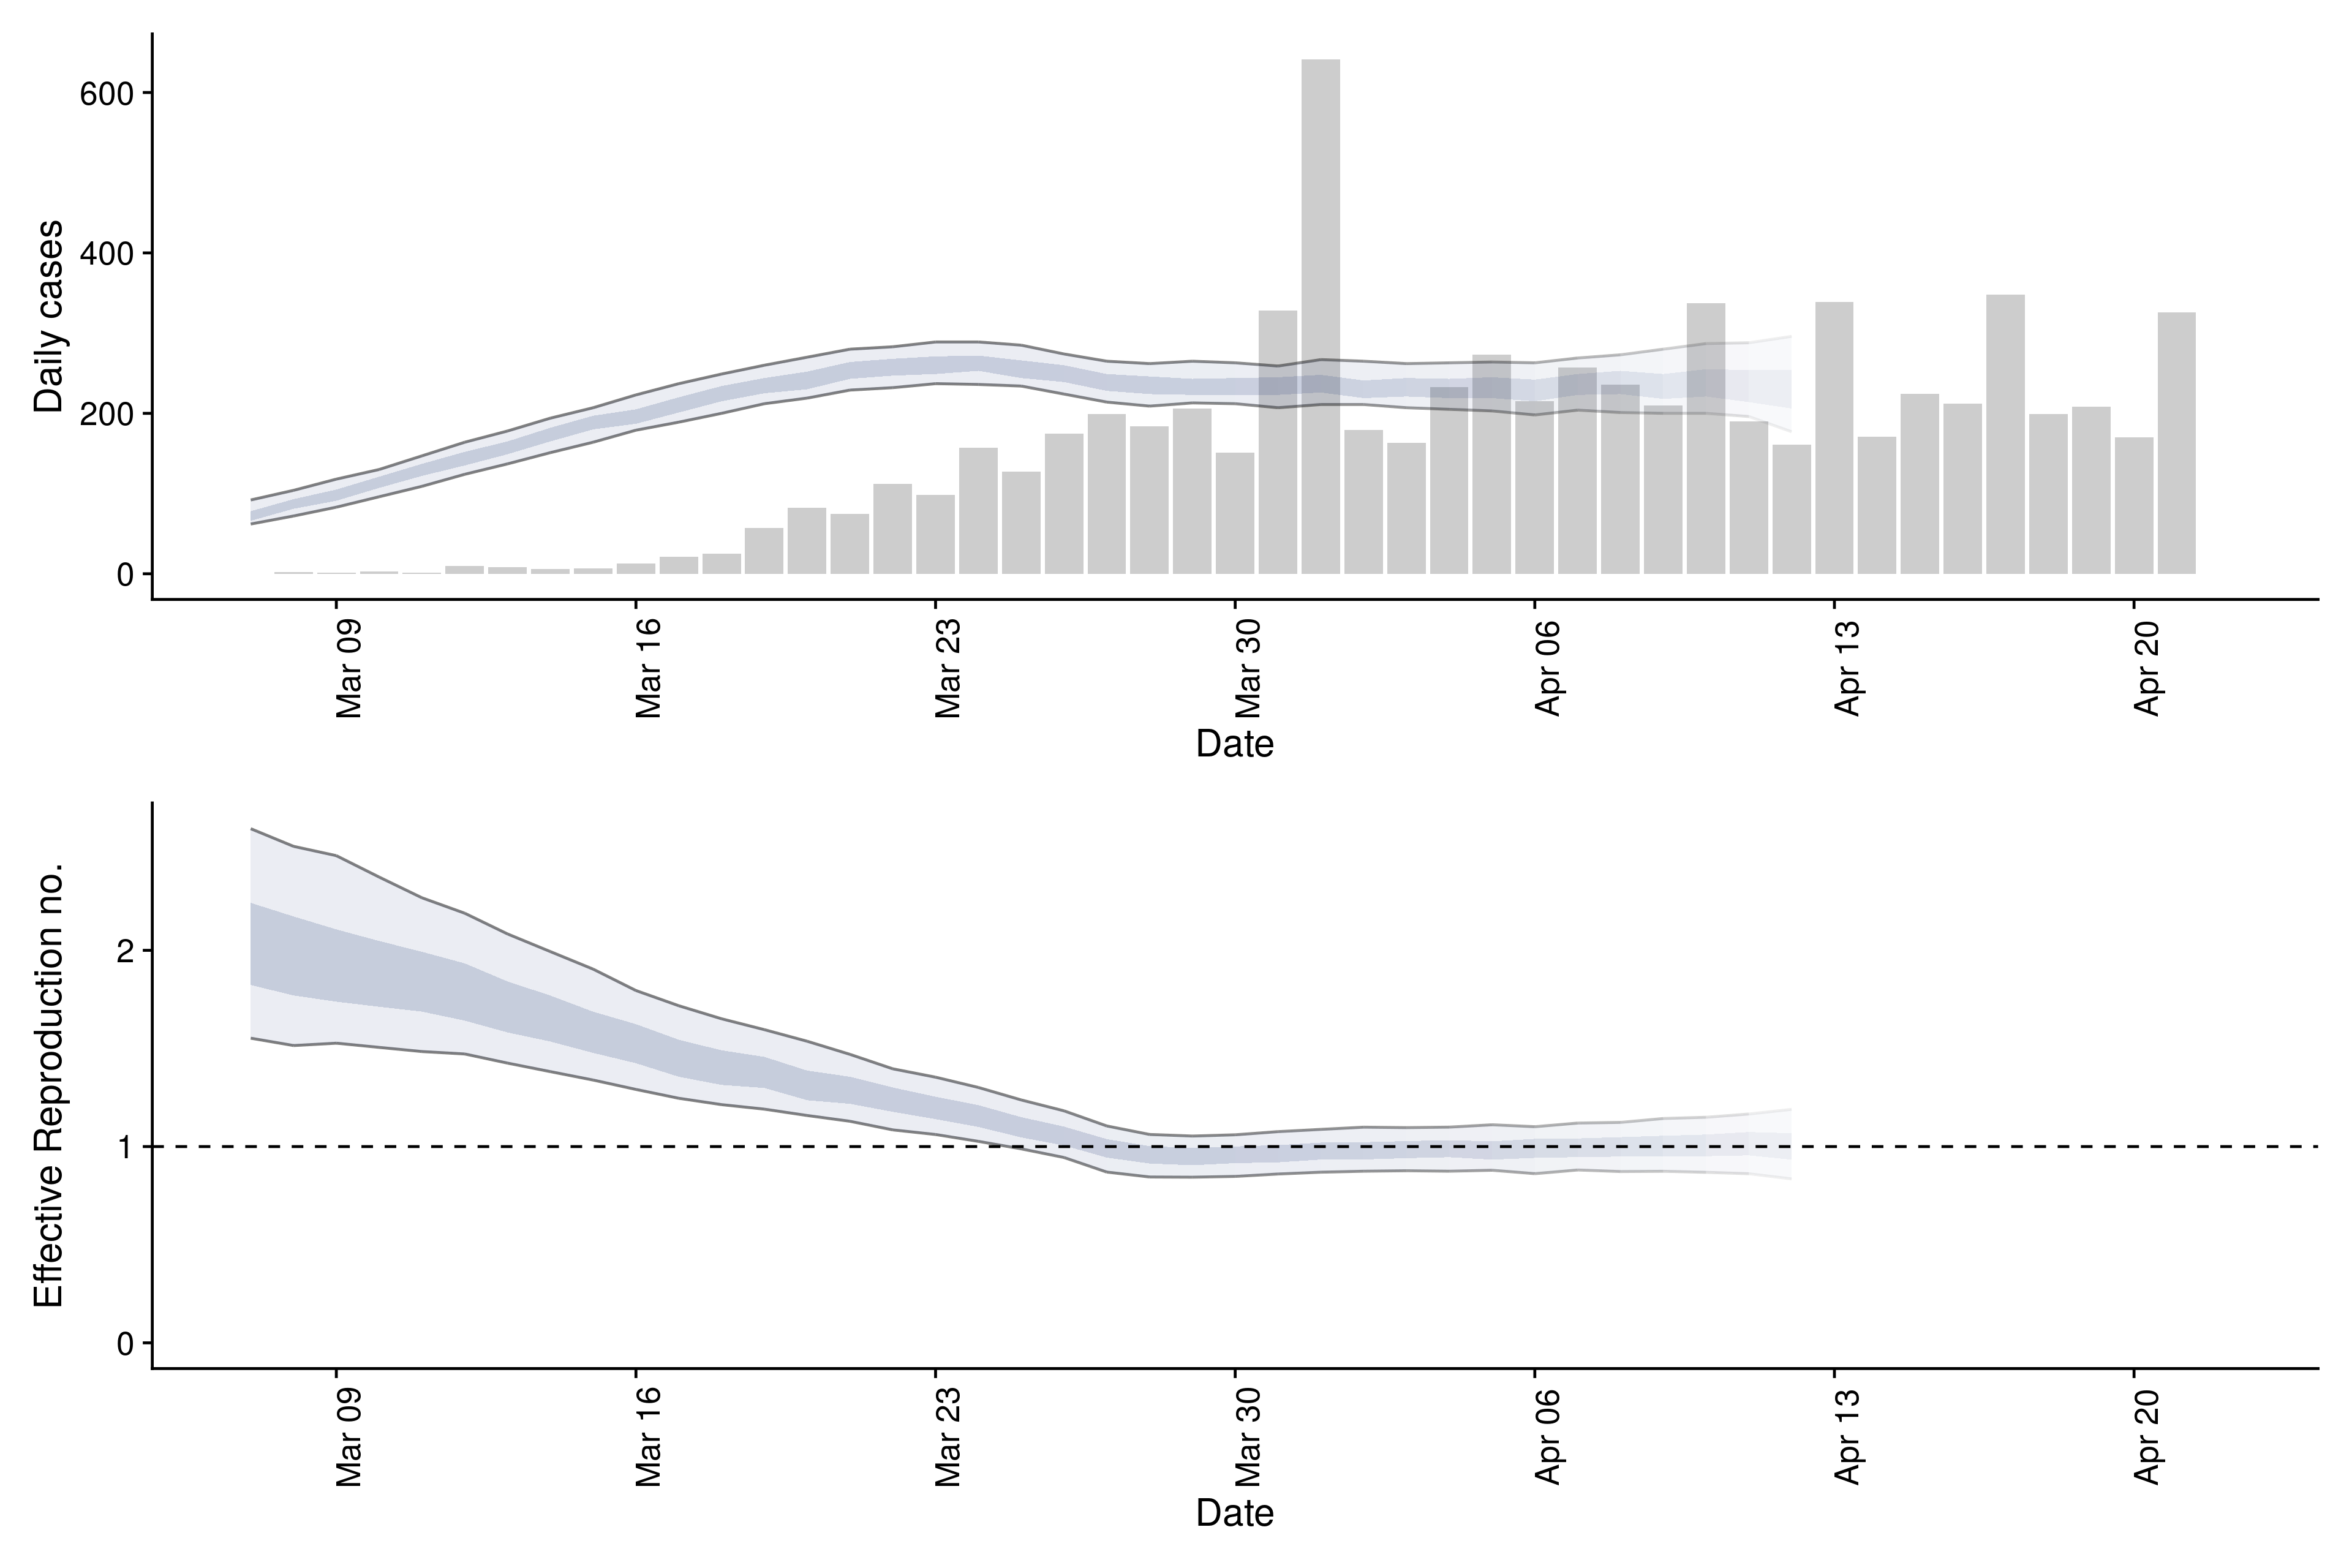 Daily cases
600
400
200
0
Mar 09
Mar 16
Mar 23
Mar 30
Apr 06
Apr 13
Apr 20
Date
Effective Reproduction no.
2
1
0
Mar 09
Mar 16
Mar 23
Mar 30
Apr 06
Apr 13
Apr 20
Date